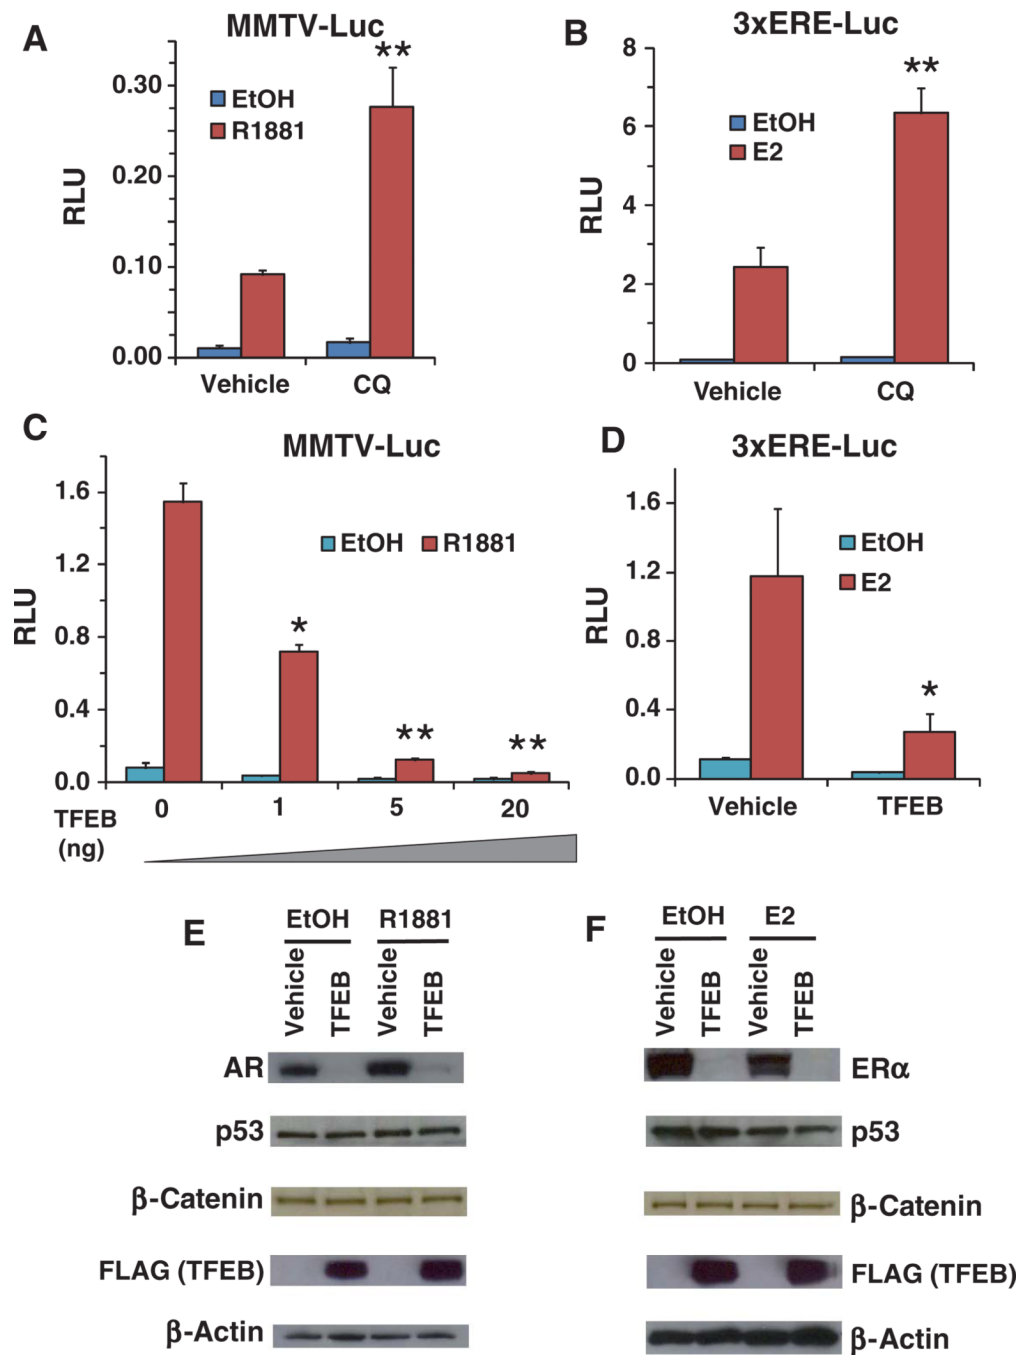 A
MMTV-Luc
**
0.30
0.20
0.10
0.00
RLU
EtOH
R1881
Vehicle
CQ
B
3xERE-Luc
**
8
6
4
2
0
RLU
EtOH
E2
Vehicle
CQ
C
MMTV-Luc
1.6
1.2
0.8
0.4
0.0
RLU
EtOH R1881
*
**
**
0 1 5 20
TFEB
(ng)
D
3xERE-Luc
1.6
1.2
0.8
0.4
0.0
RLU
EtOH
E2
*
Vehicle
TFEB
E
EtOH R1881
Vehicle
TFEB
Vehicle
TFEB
AR
p53
β-Catenin
FLAG (TFEB)
β-Actin
F
EtOH E2
Vehicle
TFEB
Vehicle
TFEB
ERα
p53
β-Catenin
FLAG (TFEB)
β-Actin